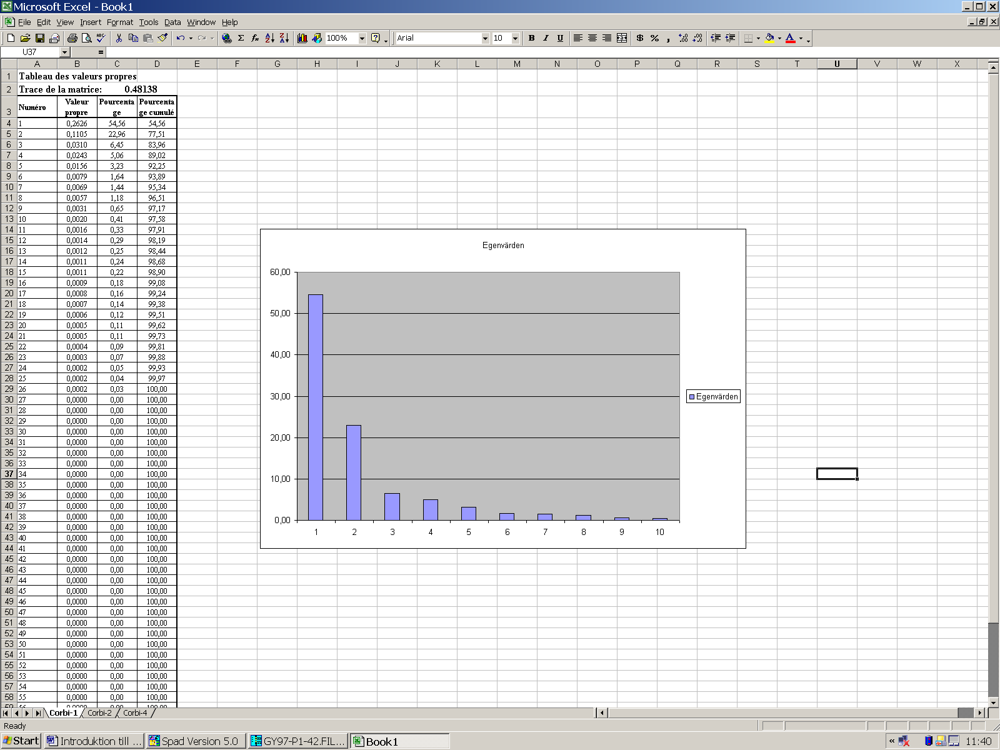 Microsoft Excel - Book1
File Edit View Insert Format Tools Data Window Help
100% Arial 10 B I U $ % ,
U37 =
A B C D E F G H I J K L M N O P Q R S T U V W X
1 Tableau des valeurs propres
2 Trace de la matrice: 0.48138
3 Numéro Valeur propre Pourcenta ge Pourcenta ge cumulé
4 1 0,2626 54,56 54,56
5 2 0,1105 22,96 77,51
6 3 0,0310 6,45 83,96
7 4 0,0243 5,06 89,02
8 5 0,0156 3,23 92,25
9 6 0,0079 1,64 93,89
10 7 0,0069 1,44 95,34
11 8 0,0057 1,18 96,51
12 9 0,0031 0,65 97,17
13 10 0,0020 0,41 97,58
14 11 0,0016 0,33 97,91
15 12 0,0014 0,29 98,19
16 13 0,0012 0,25 98,44
17 14 0,0011 0,24 98,68
18 15 0,0011 0,22 98,90
19 16 0,0009 0,18 99,08
20 17 0,0008 0,16 99,24
21 18 0,0007 0,14 99,38
22 19 0,0006 0,12 99,51
23 20 0,0005 0,11 99,62
24 21 0,0005 0,11 99,73
25 22 0,0004 0,09 99,81
26 23 0,0003 0,07 99,88
27 24 0,0002 0,05 99,93
28 25 0,0002 0,04 99,97
29 26 0,0002 0,03 100,00
30 27 0,0000 0,00 100,00
31 28 0,0000 0,00 100,00
32 29 0,0000 0,00 100,00
33 30 0,0000 0,00 100,00
34 31 0,0000 0,00 100,00
35 32 0,0000 0,00 100,00
36 33 0,0000 0,00 100,00
37 34 0,0000 0,00 100,00
38 35 0,0000 0,00 100,00
39 36 0,0000 0,00 100,00
40 37 0,0000 0,00 100,00
41 38 0,0000 0,00 100,00
42 39 0,0000 0,00 100,00
43 40 0,0000 0,00 100,00
44 41 0,0000 0,00 100,00
45 42 0,0000 0,00 100,00
46 43 0,0000 0,00 100,00
47 44 0,0000 0,00 100,00
48 45 0,0000 0,00 100,00
49 46 0,0000 0,00 100,00
50 47 0,0000 0,00 100,00
51 48 0,0000 0,00 100,00
52 49 0,0000 0,00 100,00
53 50 0,0000 0,00 100,00
54 51 0,0000 0,00 100,00
55 52 0,0000 0,00 100,00
56 53 0,0000 0,00 100,00
57 54 0,0000 0,00 100,00
58 55 0,0000 0,00 100,00
Egenvärden
60,00
50,00
40,00
30,00
20,00
10,00
0,00
1 2 3 4 5 6 7 8 9 10
Egenvärden
Corbi-1 Corbi-2 Corbi-4
Ready
Start Introduktion till ... Spad Version 5.0 GY97-P1-42.FIL... Book1 « 11:40